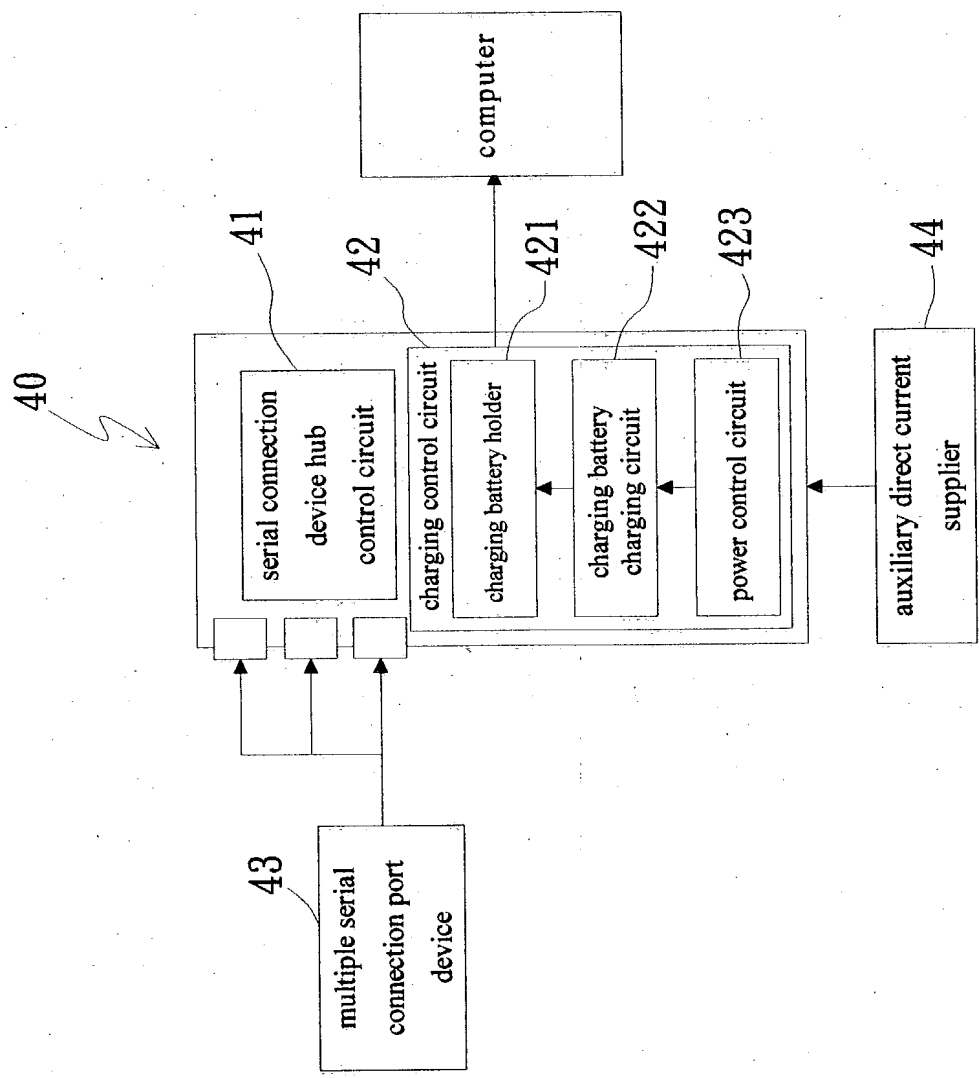 40
41
serial connection
device hub
control circuit
42
charging control circuit
421
charging battery holder
422
charging battery
charging circuit
423
power control circuit
computer
43
multiple serial
connection port
device
44
auxiliary direct current
supplier